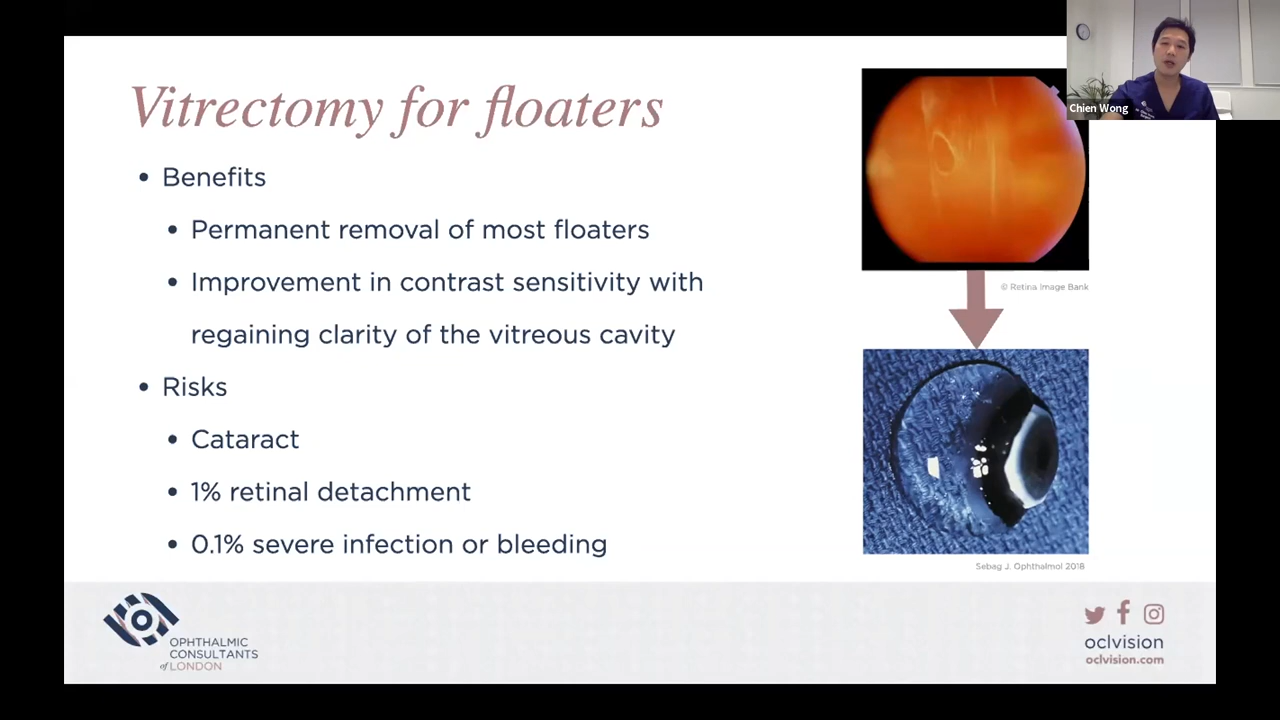 Vitrectomy for floaters
• Benefits
• Permanent removal of most floaters
• Improvement in contrast sensitivity with
regaining clarity of the vitreous cavity
• Risks
• Cataract
• 1% retinal detachment
• 0.1% severe infection or bleeding
Chien Wong
© Retina Image Bank
Sebag J. Ophthalmol 2018
OPHTHALMIC
CONSULTANTS
of LONDON
oclvision
oclvision.com